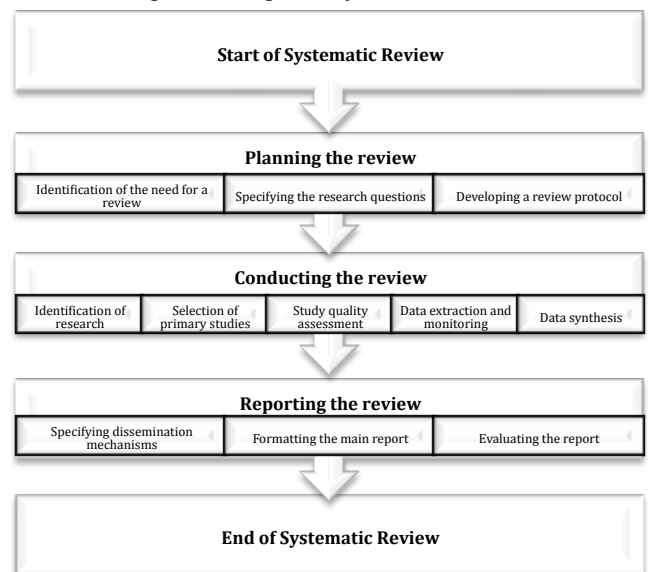 Start of Systematic Review
Planning the review
Identification of the need for a
review
Specifying the research questions
Developing a review protocol
Conducting the review
Identification of
research
Selection of
primary studies
Study quality
assessment
Data extraction and
monitoring
Data synthesis
Reporting the review
Specifying dissemination
mechanisms
Formatting the main report
Evaluating the report
End of Systematic Review